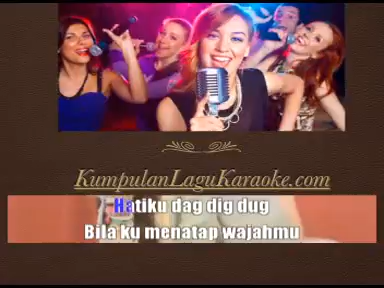 KumpulanLaguKaraoke.com
Hatiku dag dig dug
Bila ku menatap wajahmu